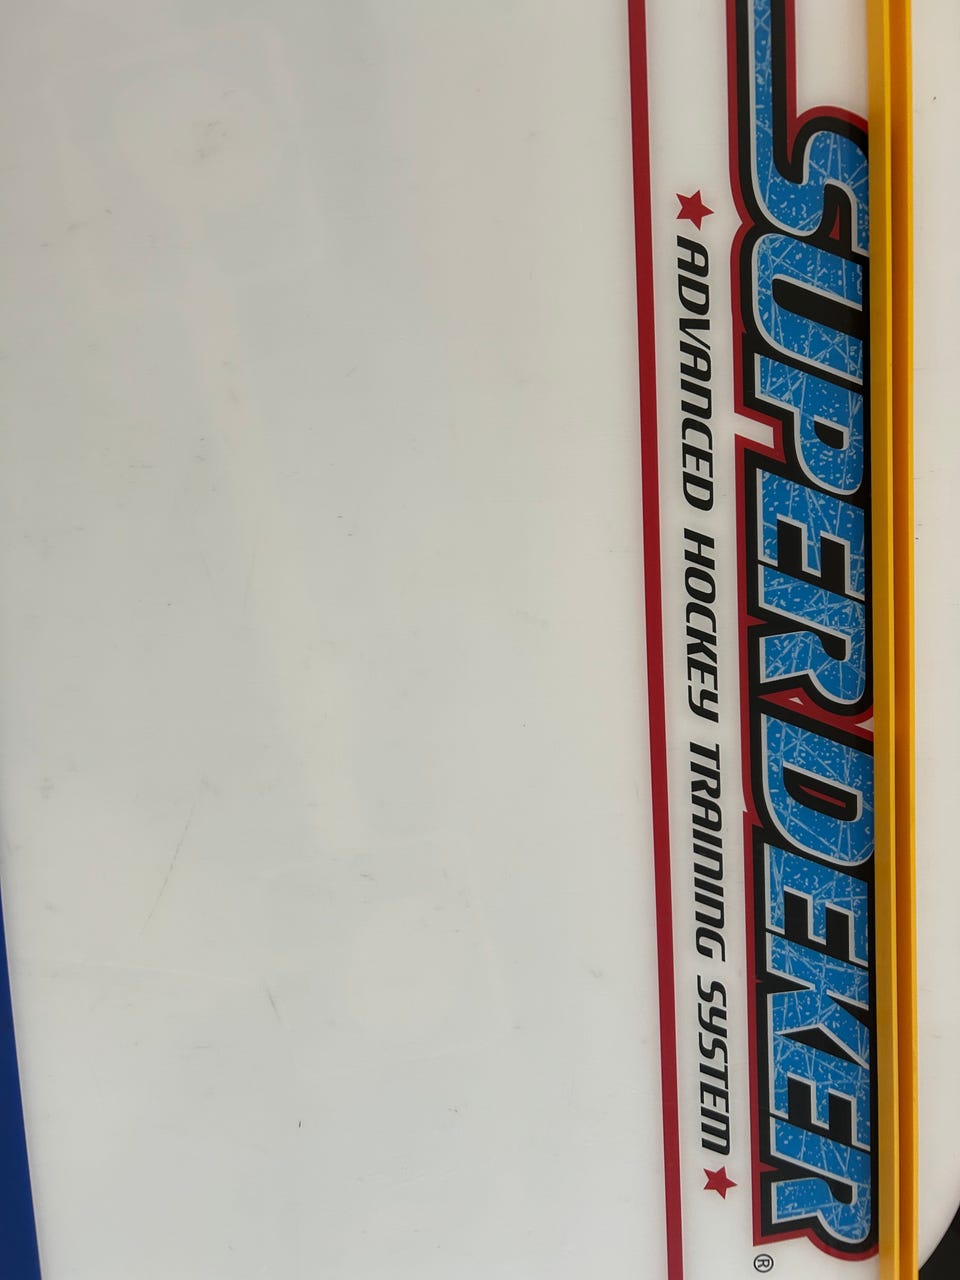 SUPERDEKER®
★ ADVANCED HOCKEY TRAINING SYSTEM ★